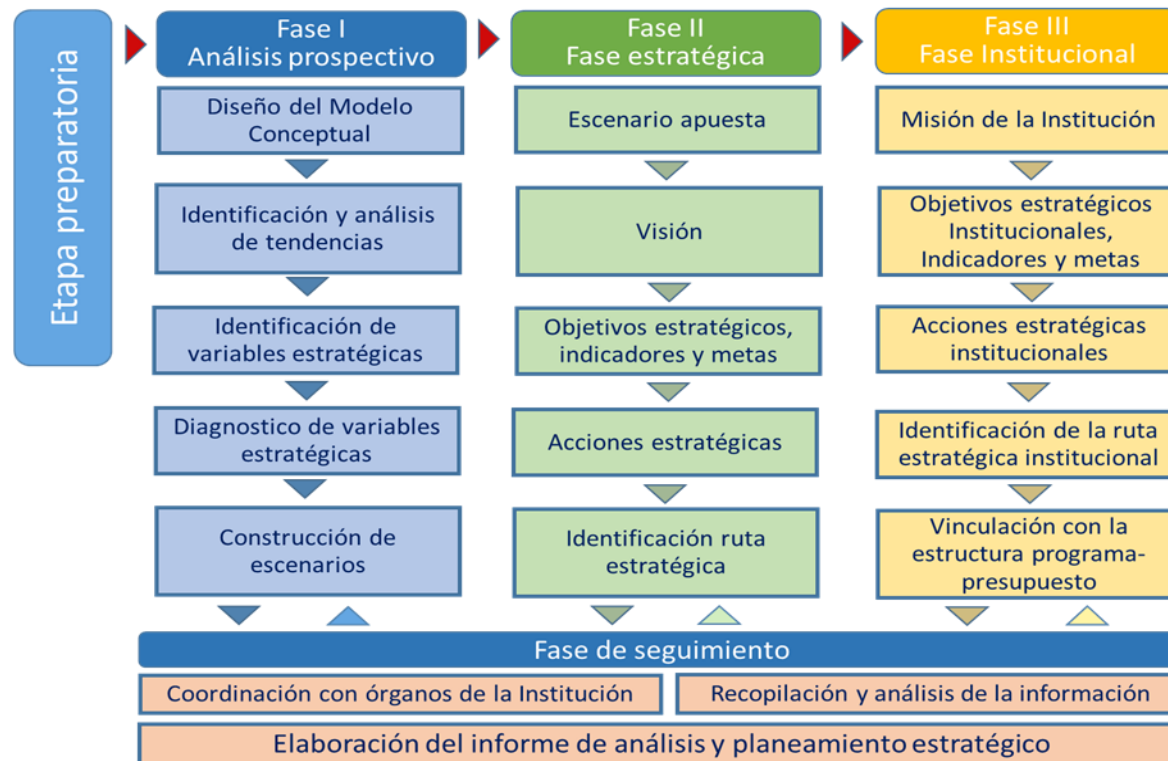 Etapa preparatoria
Fase I
Análisis prospectivo
Diseño del Modelo
Conceptual
Identificación y análisis
de tendencias
Identificación de
variables estratégicas
Diagnostico de variables
estratégicas
Construcción de
escenarios
Fase II
Fase estratégica
Escenario apuesta
Visión
Objetivos estratégicos,
indicadores y metas
Acciones estratégicas
Identificación ruta
estratégica
Fase III
Fase Institucional
Misión de la Institución
Objetivos estratégicos
Institucionales,
Indicadores y metas
Acciones estratégicas
institucionales
Identificación de la ruta
estratégica institucional
Vinculación con la
estructura programa-
presupuesto
Fase de seguimiento
Coordinación con órganos de la Institución
Recopilación y análisis de la información
Elaboración del informe de análisis y planeamiento estratégico